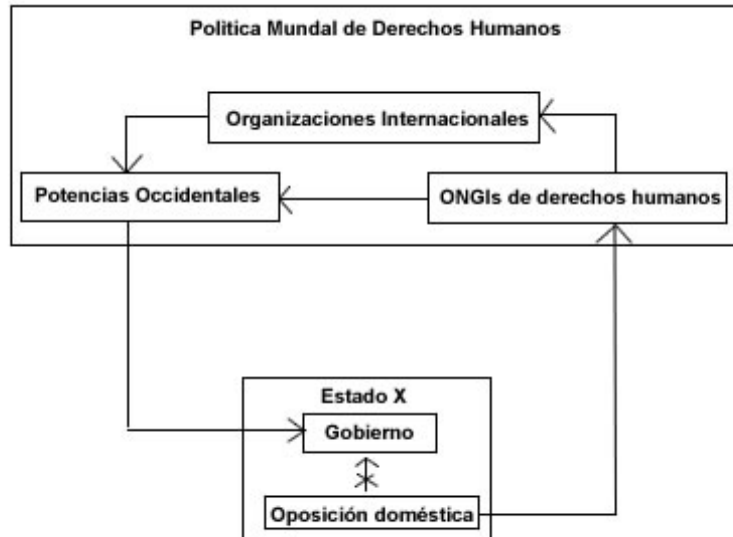 Politica Mundal de Derechos Humanos
Organizaciones Internacionales
Potencias Occidentales
ONGIs de derechos humanos
Estado X
Gobierno
Oposición doméstica